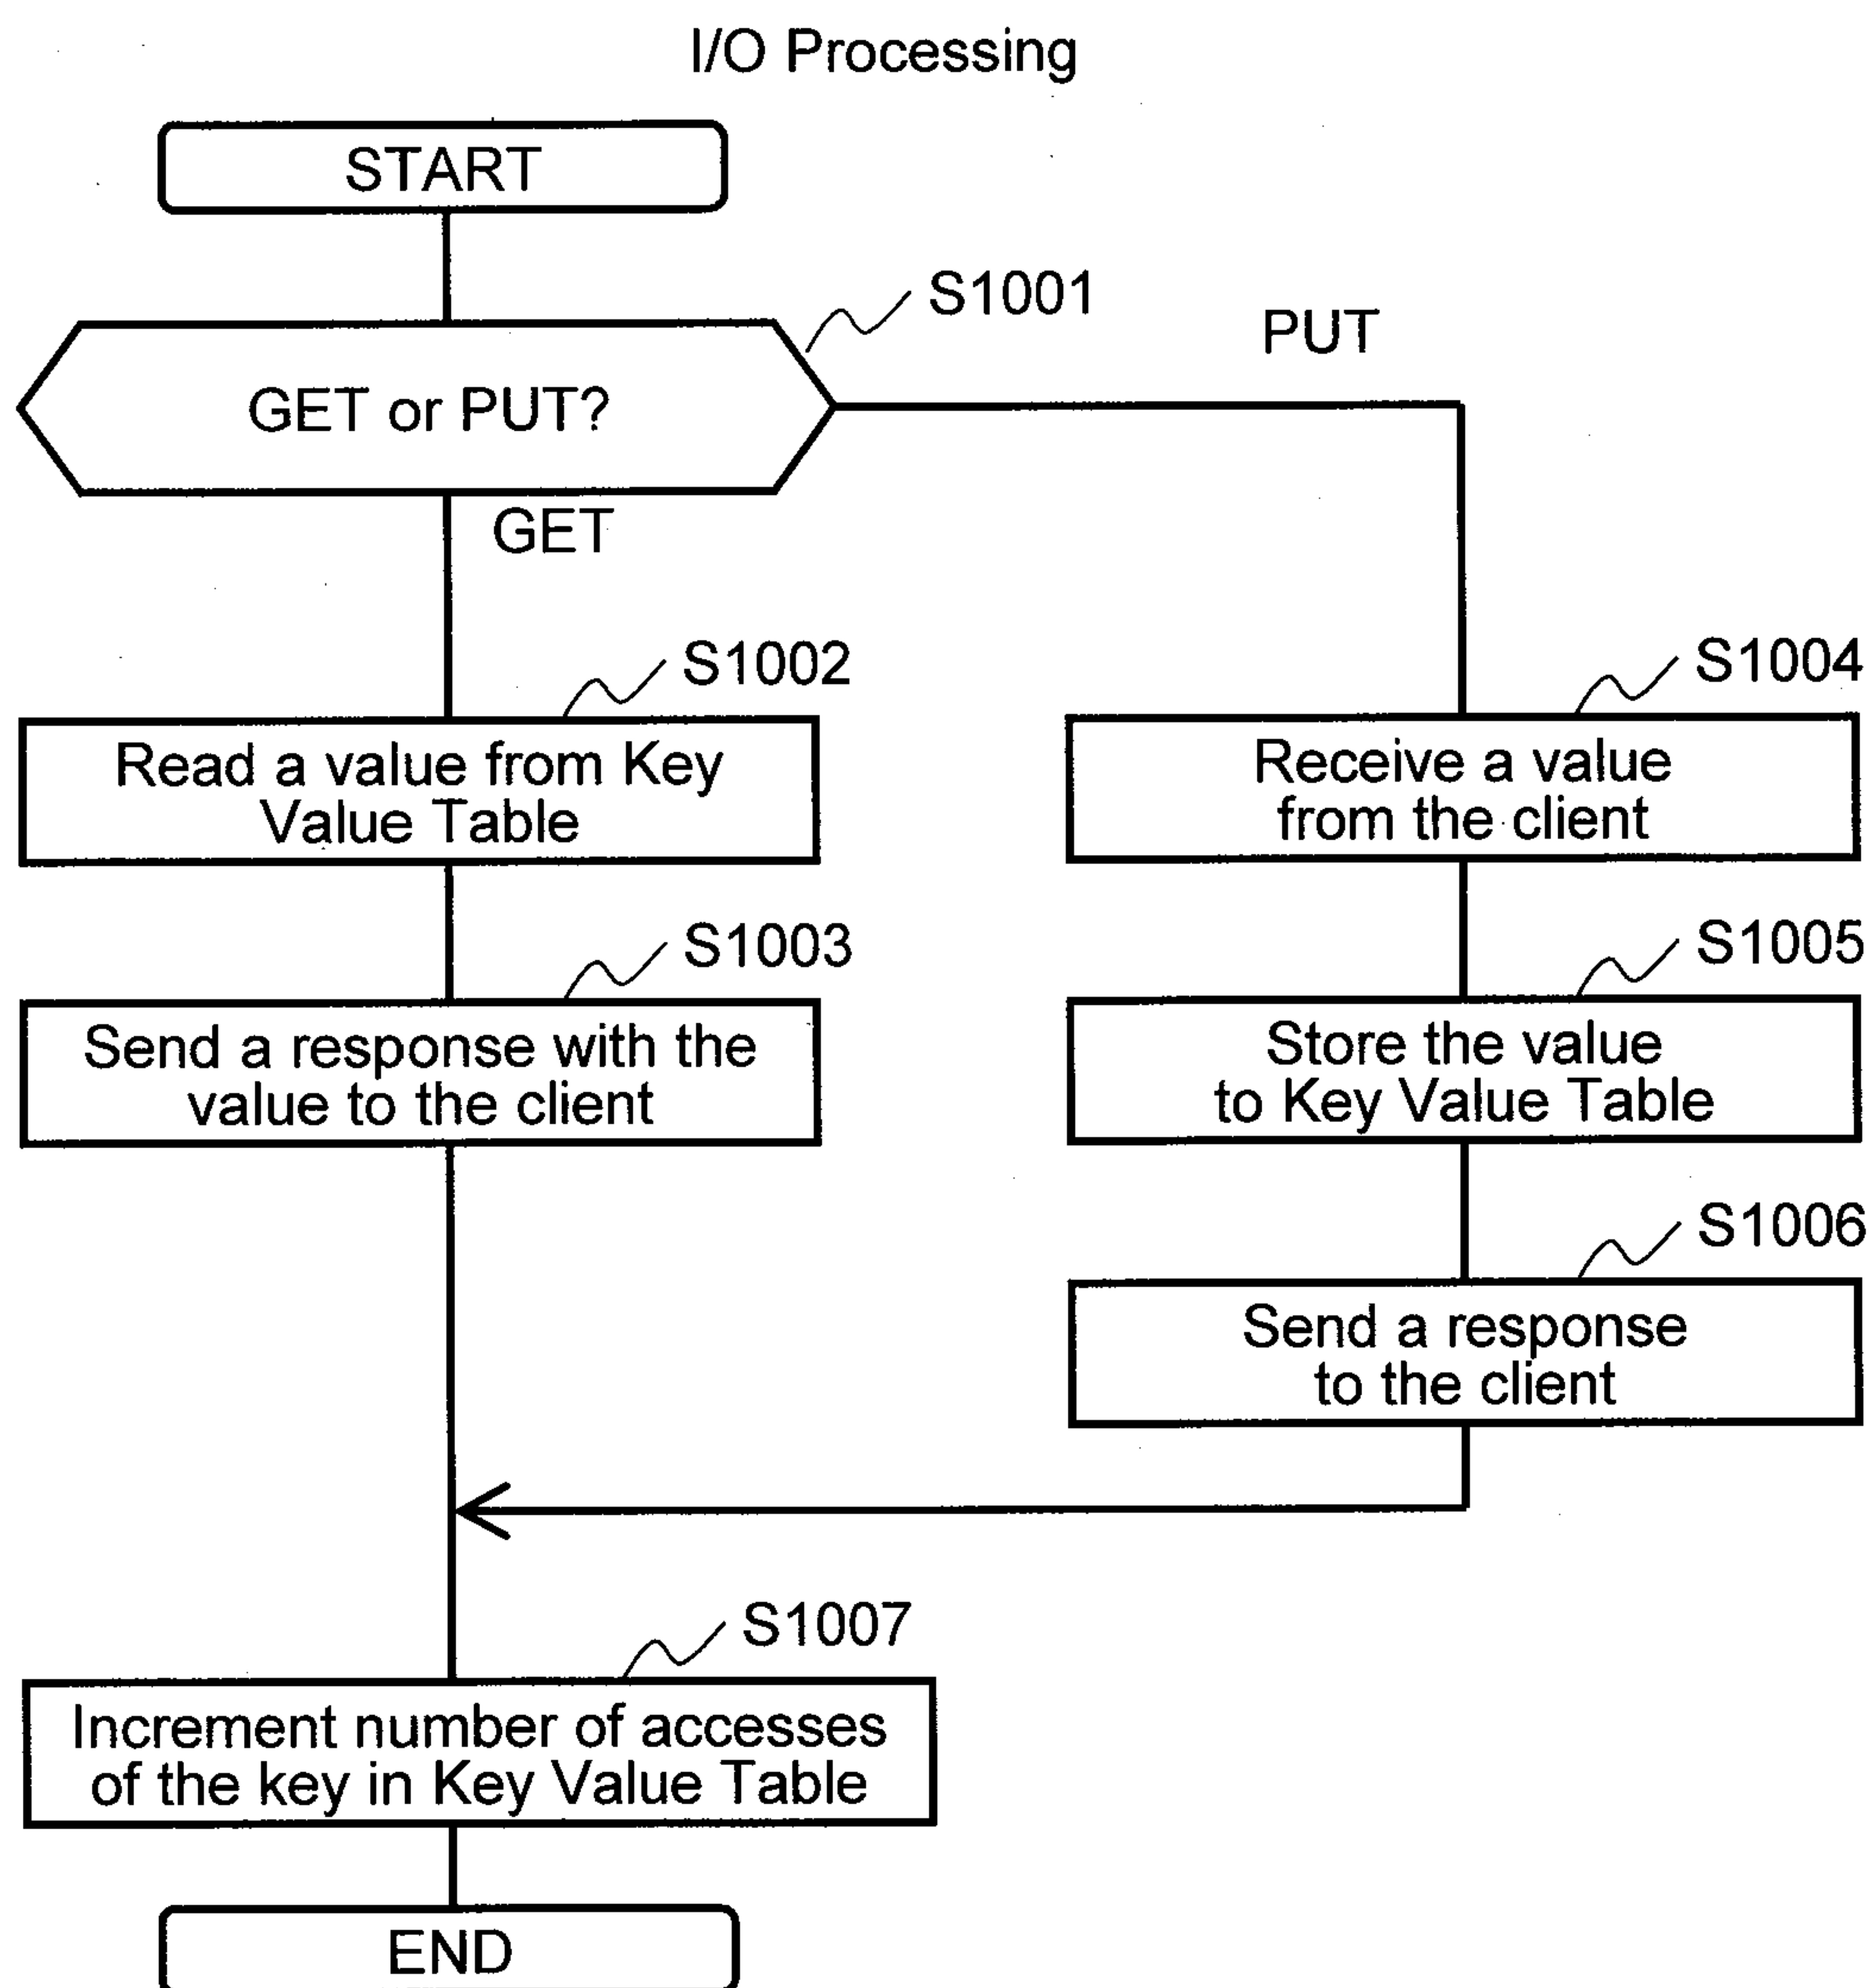 I/O Processing
START
S1001
PUT
GET or PUT?
GET
S1002
Read a value from Key
Value Table
S1003
Send a response with the
value to the client
S1004
Receive a value
from the client
S1005
Store the value
to Key Value Table
S1006
Send a response
to the client
S1007
Increment number of accesses
of the key in Key Value Table
END